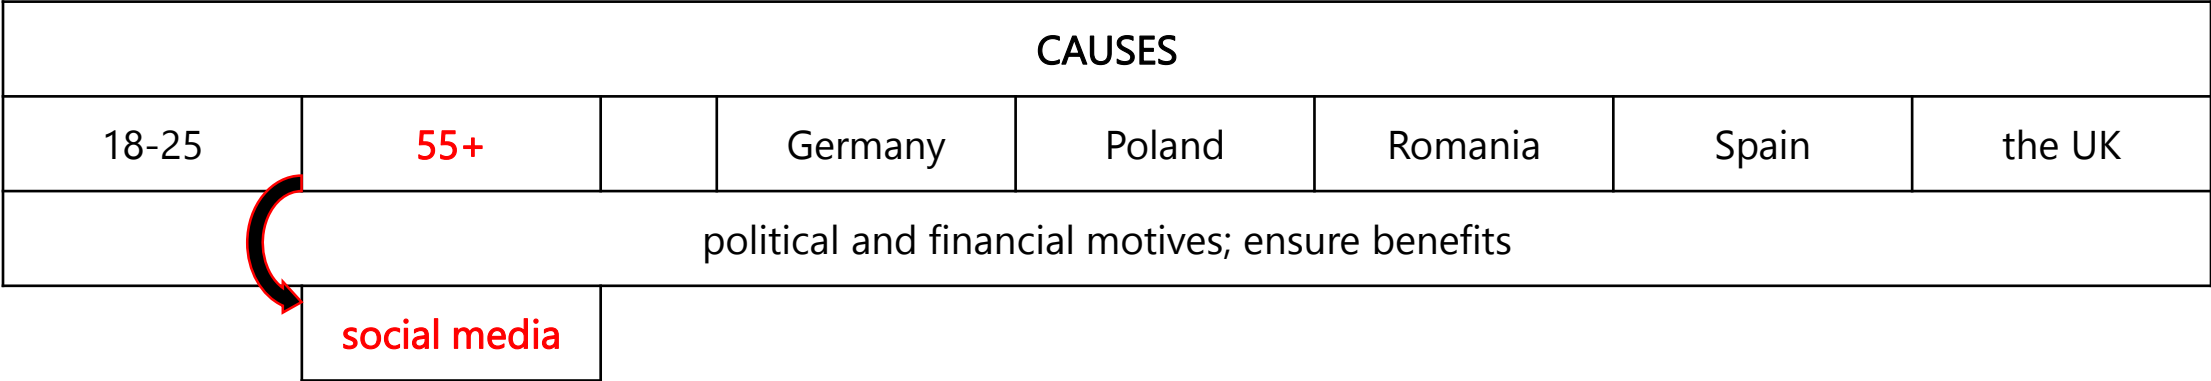 CAUSES
18-25 55+ Germany Poland Romania Spain the UK
political and financial motives; ensure benefits
social media